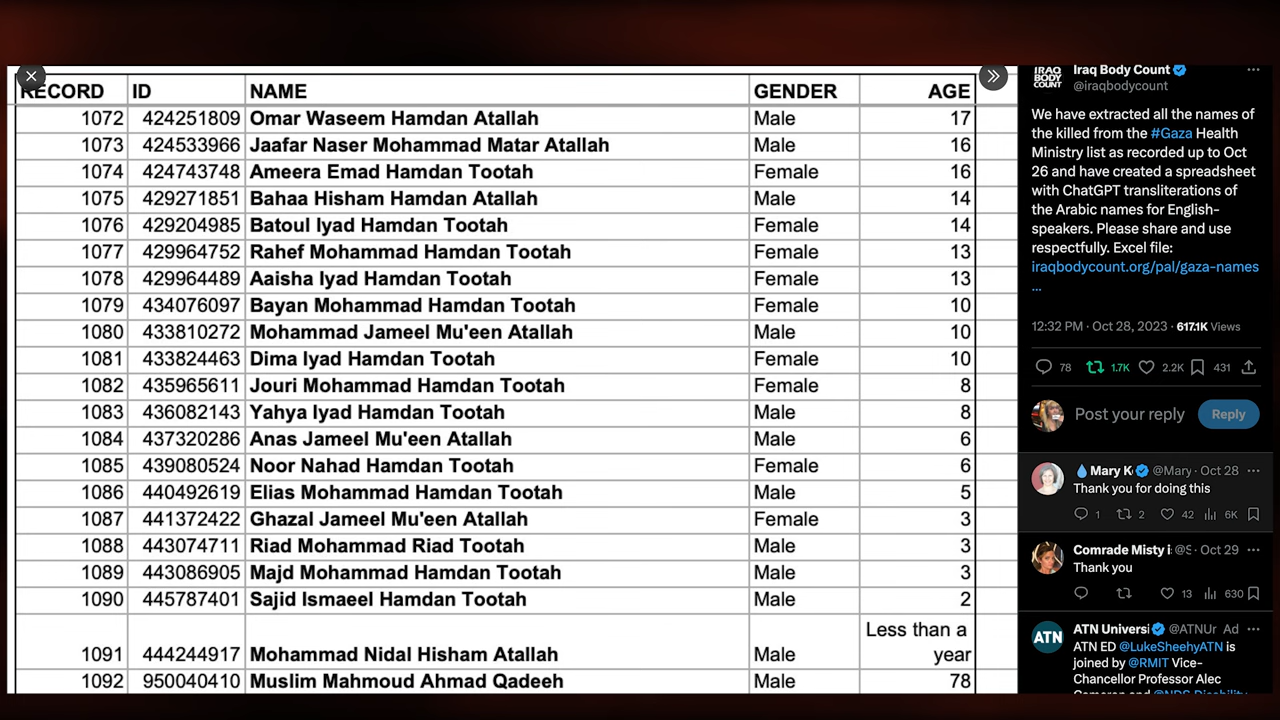 RECORD ID NAME GENDER AGE
1072 424251809 Omar Waseem Hamdan Atallah Male 17
1073 424533966 Jaafar Naser Mohammad Matar Atallah Male 16
1074 424743748 Ameera Emad Hamdan Tootah Female 16
1075 429271851 Bahaa Hisham Hamdan Atallah Male 14
1076 429204985 Batoul Iyad Hamdan Tootah Female 14
1077 429964752 Rahef Mohammad Hamdan Tootah Female 13
1078 429964489 Aaisha Iyad Hamdan Tootah Female 13
1079 434076097 Bayan Mohammad Hamdan Tootah Female 10
1080 433810272 Mohammad Jameel Mu'een Atallah Male 10
1081 433824463 Dima Iyad Hamdan Tootah Female 10
1082 435965611 Jouri Mohammad Hamdan Tootah Female 8
1083 436082143 Yahya Iyad Hamdan Tootah Male 8
1084 437320286 Anas Jameel Mu'een Atallah Male 6
1085 439080524 Noor Nahad Hamdan Tootah Female 6
1086 440492619 Elias Mohammad Hamdan Tootah Male 5
1087 441372422 Ghazal Jameel Mu'een Atallah Female 3
1088 443074711 Riad Mohammad Riad Tootah Male 3
1089 443086905 Majd Mohammad Hamdan Tootah Male 3
1090 445787401 Sajid Ismaeel Hamdan Tootah Male 2
Less than a
1091 444244917 Mohammad Nidal Hisham Atallah Male year
1092 950040410 Muslim Mahmoud Ahmad Qadeeh Male 78
IRAQ
BODY
COUNT
Iraq Body Count
@iraqbodycount
We have extracted all the names of
the killed from the #Gaza Health
Ministry list as recorded up to Oct
26 and have created a spreadsheet
with ChatGPT transliterations of
the Arabic names for English-
speakers. Please share and use
respectfully. Excel file:
iraqbodycount.org/pal/gaza-names
...
12:32 PM · Oct 28, 2023 · 617.1K Views
78 1.7K 2.2K 431
Post your reply Reply
Mary K @Mary · Oct 28
Thank you for doing this
1 2 42 6K
Comrade Misty i @S · Oct 29
Thank you
13 630
ATN
ATN Universi @ATNUr Ad
ATN ED @LukeSheehyATN is
joined by @RMIT Vice-
Chancellor Professor Alec
Cameron and @NDS Disability